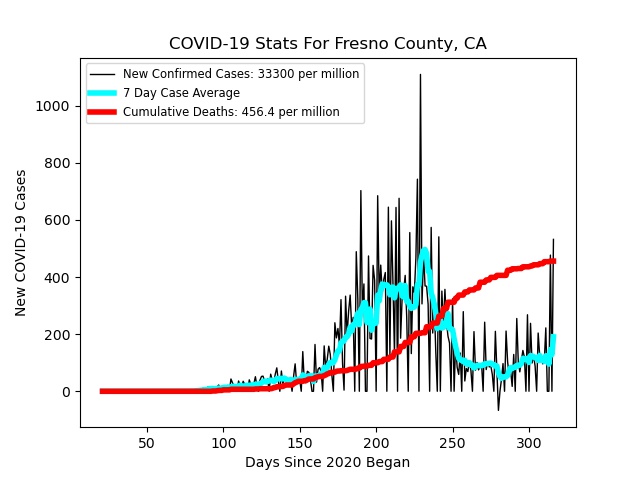 COVID-19 Stats For Fresno County, CA
New Confirmed Cases: 33300 per million
7 Day Case Average
Cumulative Deaths: 456.4 per million
New COVID-19 Cases
1000
800
600
400
200
0
50 100 150 200 250 300
Days Since 2020 Began